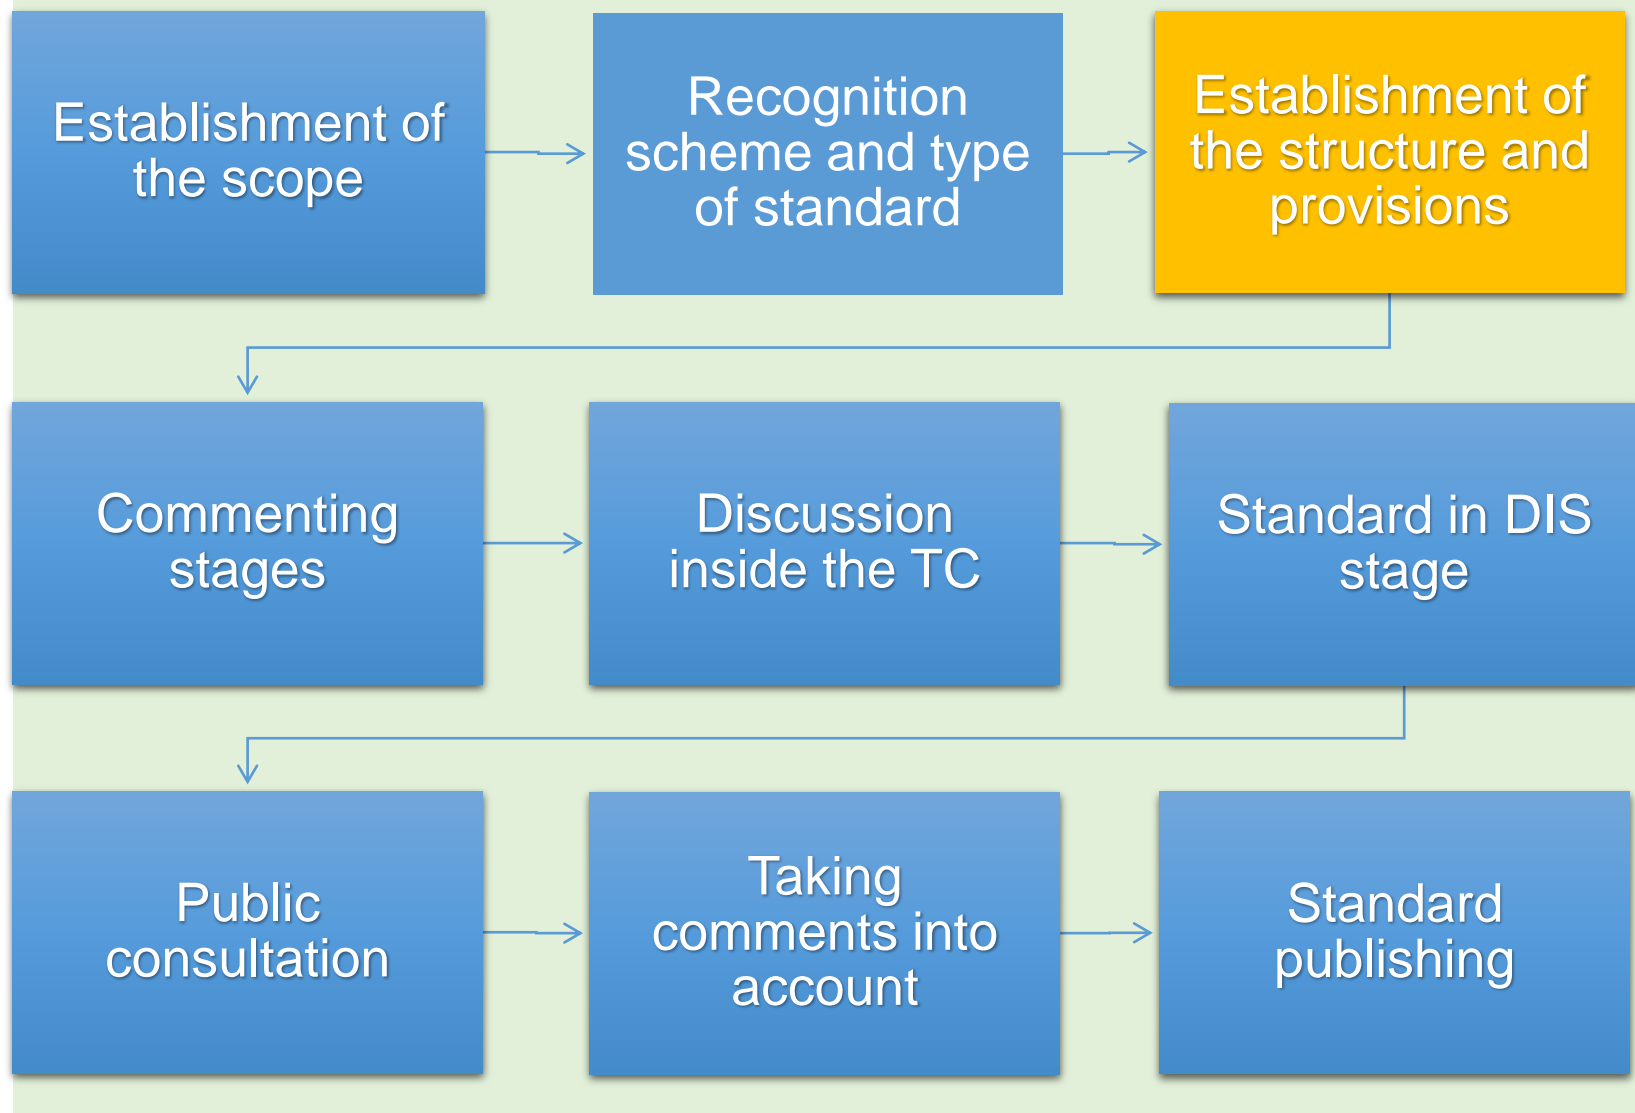 Establishment of
the scope
Recognition
scheme and type
of standard
Establishment of
the structure and
provisions
Commenting
stages
Discussion
inside the TC
Standard in DIS
stage
Public
consultation
Taking
comments into
account
Standard
publishing